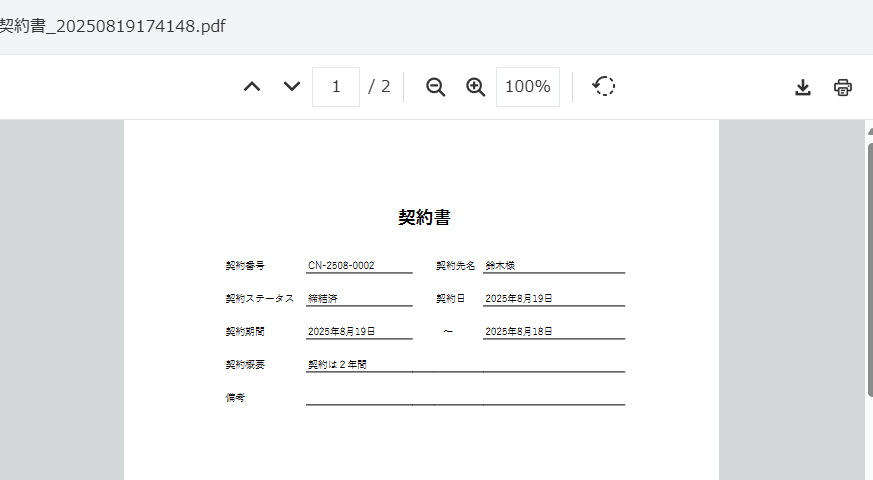 契約書_20250819174148.pdf
1 / 2 100%
契約書
契約番号 CN-2508-0002 契約先名 鈴木様
契約ステータス 締結済 契約日 2025年8月19日
契約期間 2025年8月19日 ～ 2025年8月18日
契約概要 契約は２年間
備考